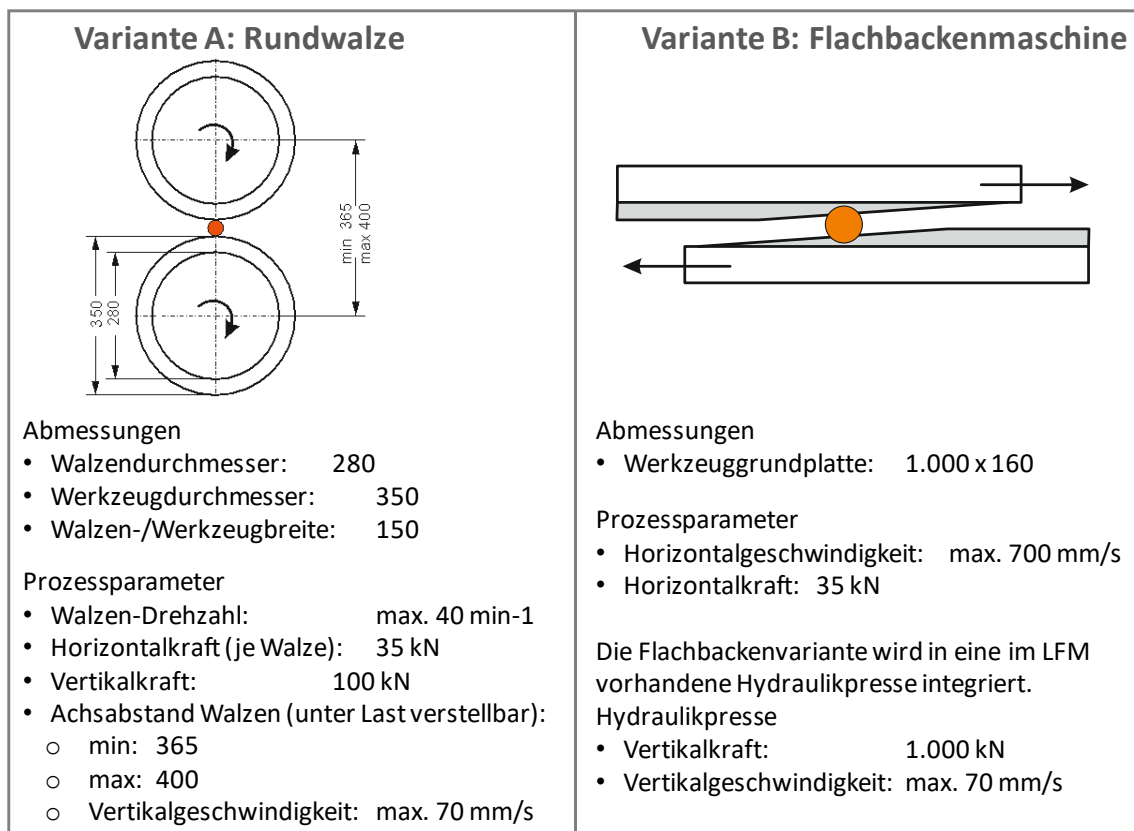 Variante A: Rundwalze
min 365
max 400
350
280
Abmessungen
• Walzendurchmesser: 280
• Werkzeugdurchmesser: 350
• Walzen-/Werkzeugbreite: 150
Prozessparameter
• Walzen-Drehzahl: max. 40 min-1
• Horizontalkraft (je Walze): 35 kN
• Vertikalkraft: 100 kN
• Achsabstand Walzen (unter Last verstellbar):
o min: 365
o max: 400
o Vertikalgeschwindigkeit: max. 70 mm/s
Variante B: Flachbackenmaschine
Abmessungen
• Werkzeuggrundplatte: 1.000 x 160
Prozessparameter
• Horizontalgeschwindigkeit: max. 700 mm/s
• Horizontalkraft: 35 kN
Die Flachbackenvariante wird in eine im LFM
vorhandene Hydraulikpresse integriert.
Hydraulikpresse
• Vertikalkraft: 1.000 kN
• Vertikalgeschwindigkeit: max. 70 mm/s